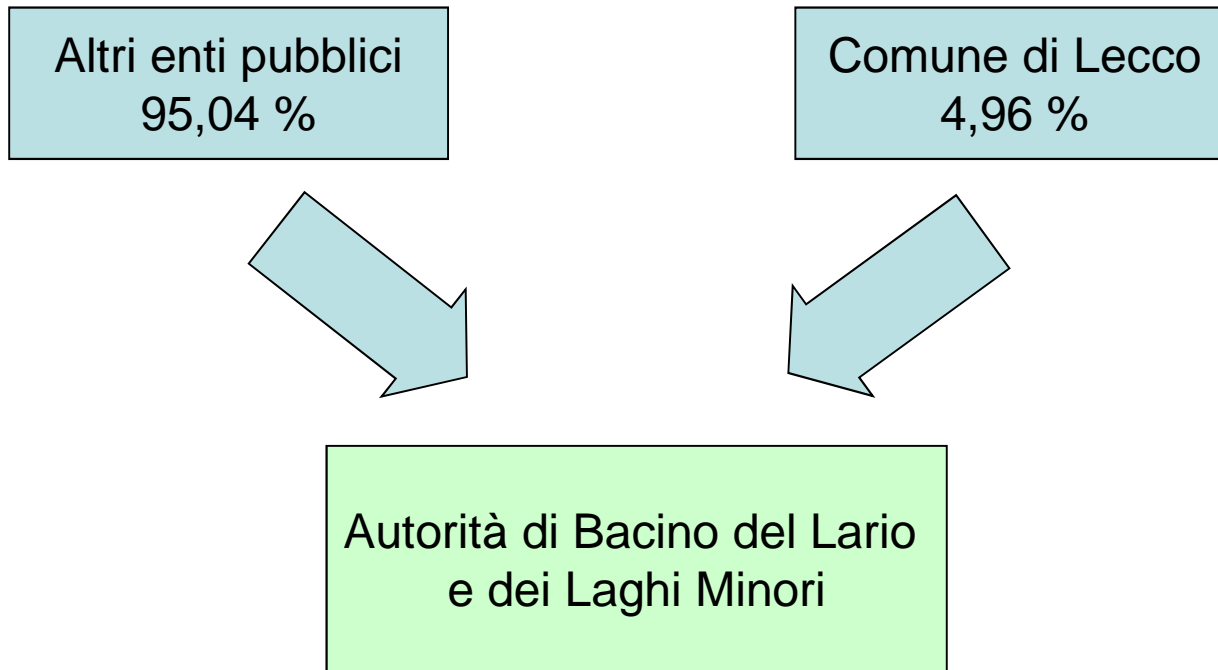 Altri enti pubblici
95,04 %
Comune di Lecco
4,96 %
Autorità di Bacino del Lario
e dei Laghi Minori